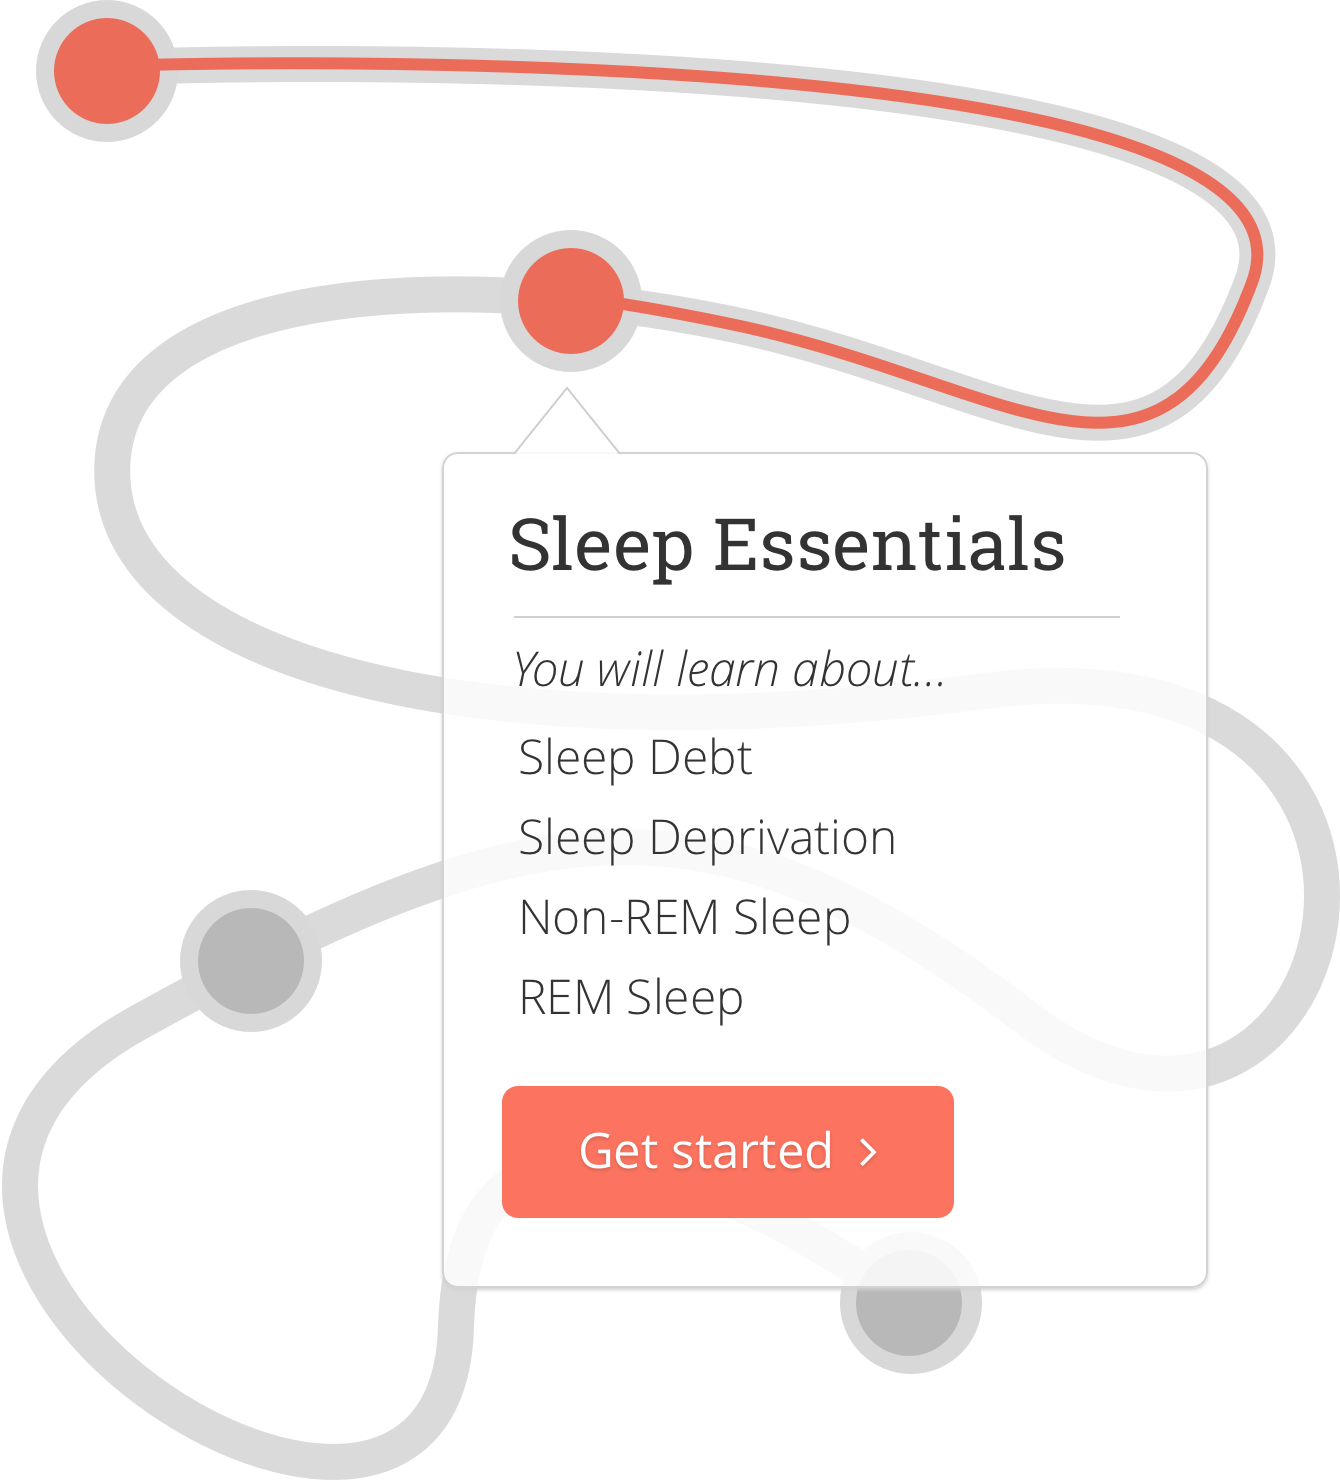 Sleep Essentials
You will learn about...
Sleep Debt
Sleep Deprivation
Non-REM Sleep
REM Sleep
Get started >